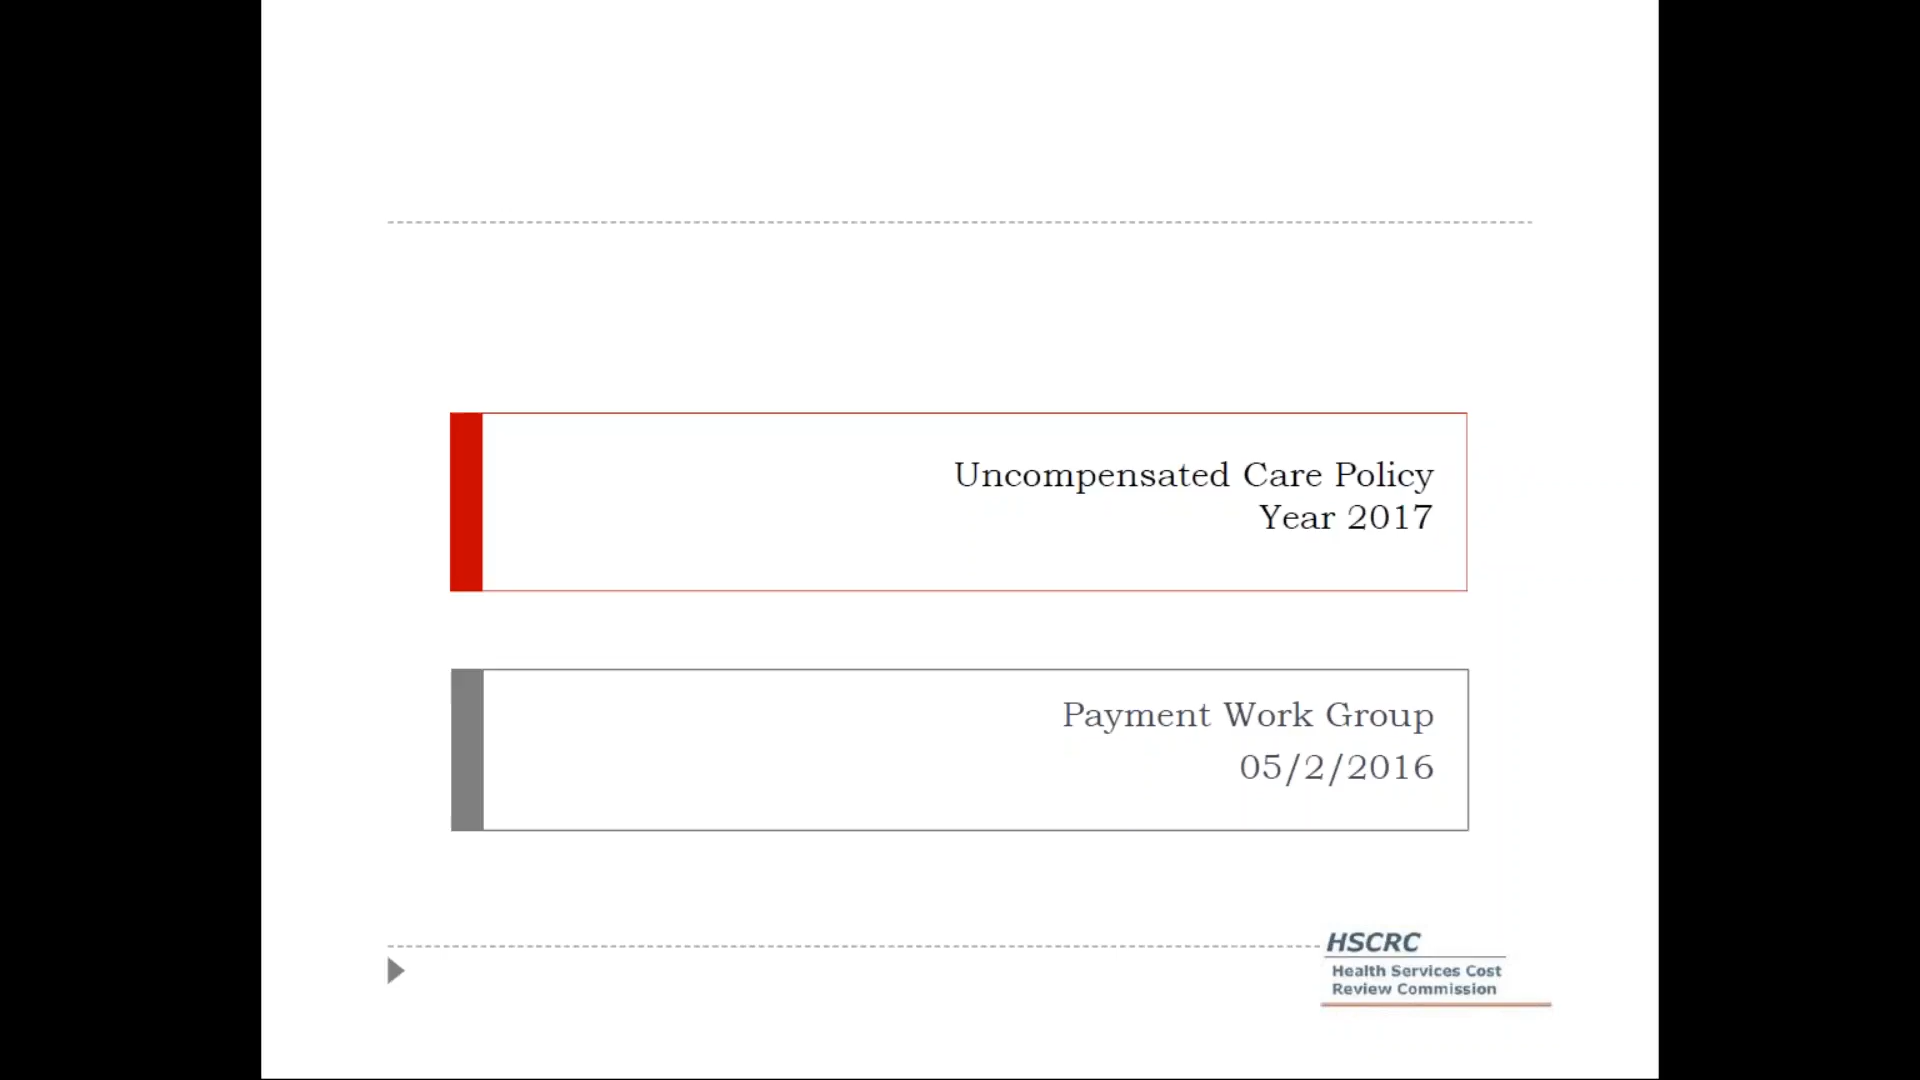 Uncompensated Care Policy
Year 2017
Payment Work Group
05/2/2016
HSCRC
Health Services Cost
Review Commission